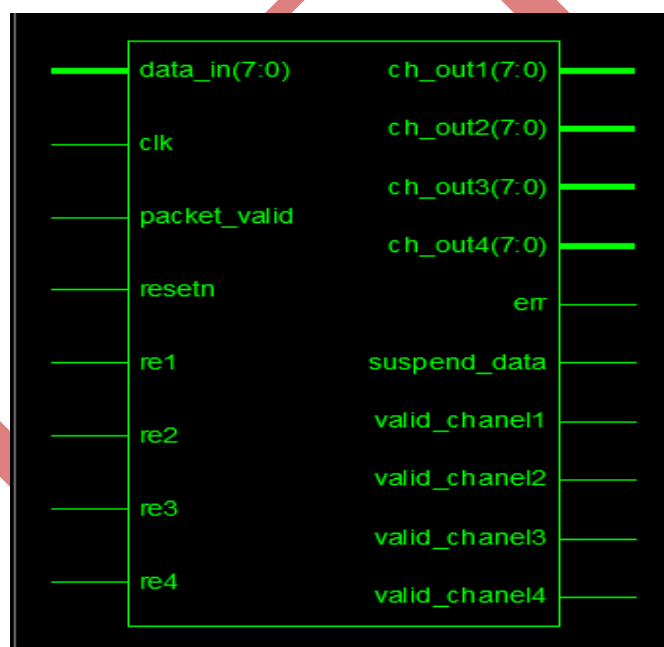 data_in(7:0)
clk
packet_valid
resetn
re1
re2
re3
re4
ch_out1(7:0)
ch_out2(7:0)
ch_out3(7:0)
ch_out4(7:0)
err
suspend_data
valid_chanel1
valid_chanel2
valid_chanel3
valid_chanel4